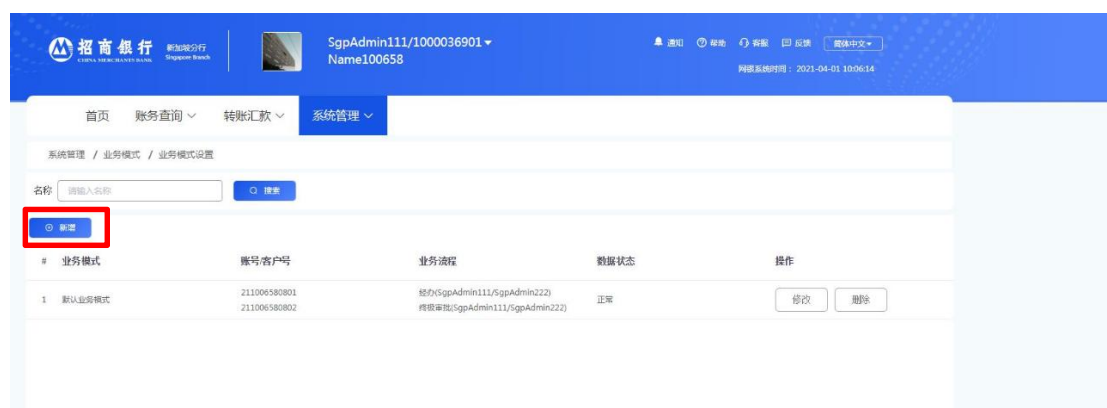 招商银行
CHINA MERCHANTS BANK
新加坡分行
Singapore Branch
SgpAdmin111/1000036901
Name100658
通知 帮助 客服 反馈 简体中文
网银系统时间： 2021-04-01 10:06:14
首页 账务查询 转账汇款 系统管理
系统管理 / 业务模式 / 业务模式设置
名称 请输入名称 搜索
新增
# 业务模式 账号/客户号 业务流程 数据状态 操作
1 默认业务模式 211006580801 经办(SgpAdmin111/SgpAdmin222) 正常 修改 删除
211006580802 终极审批(SgpAdmin111/SgpAdmin222)